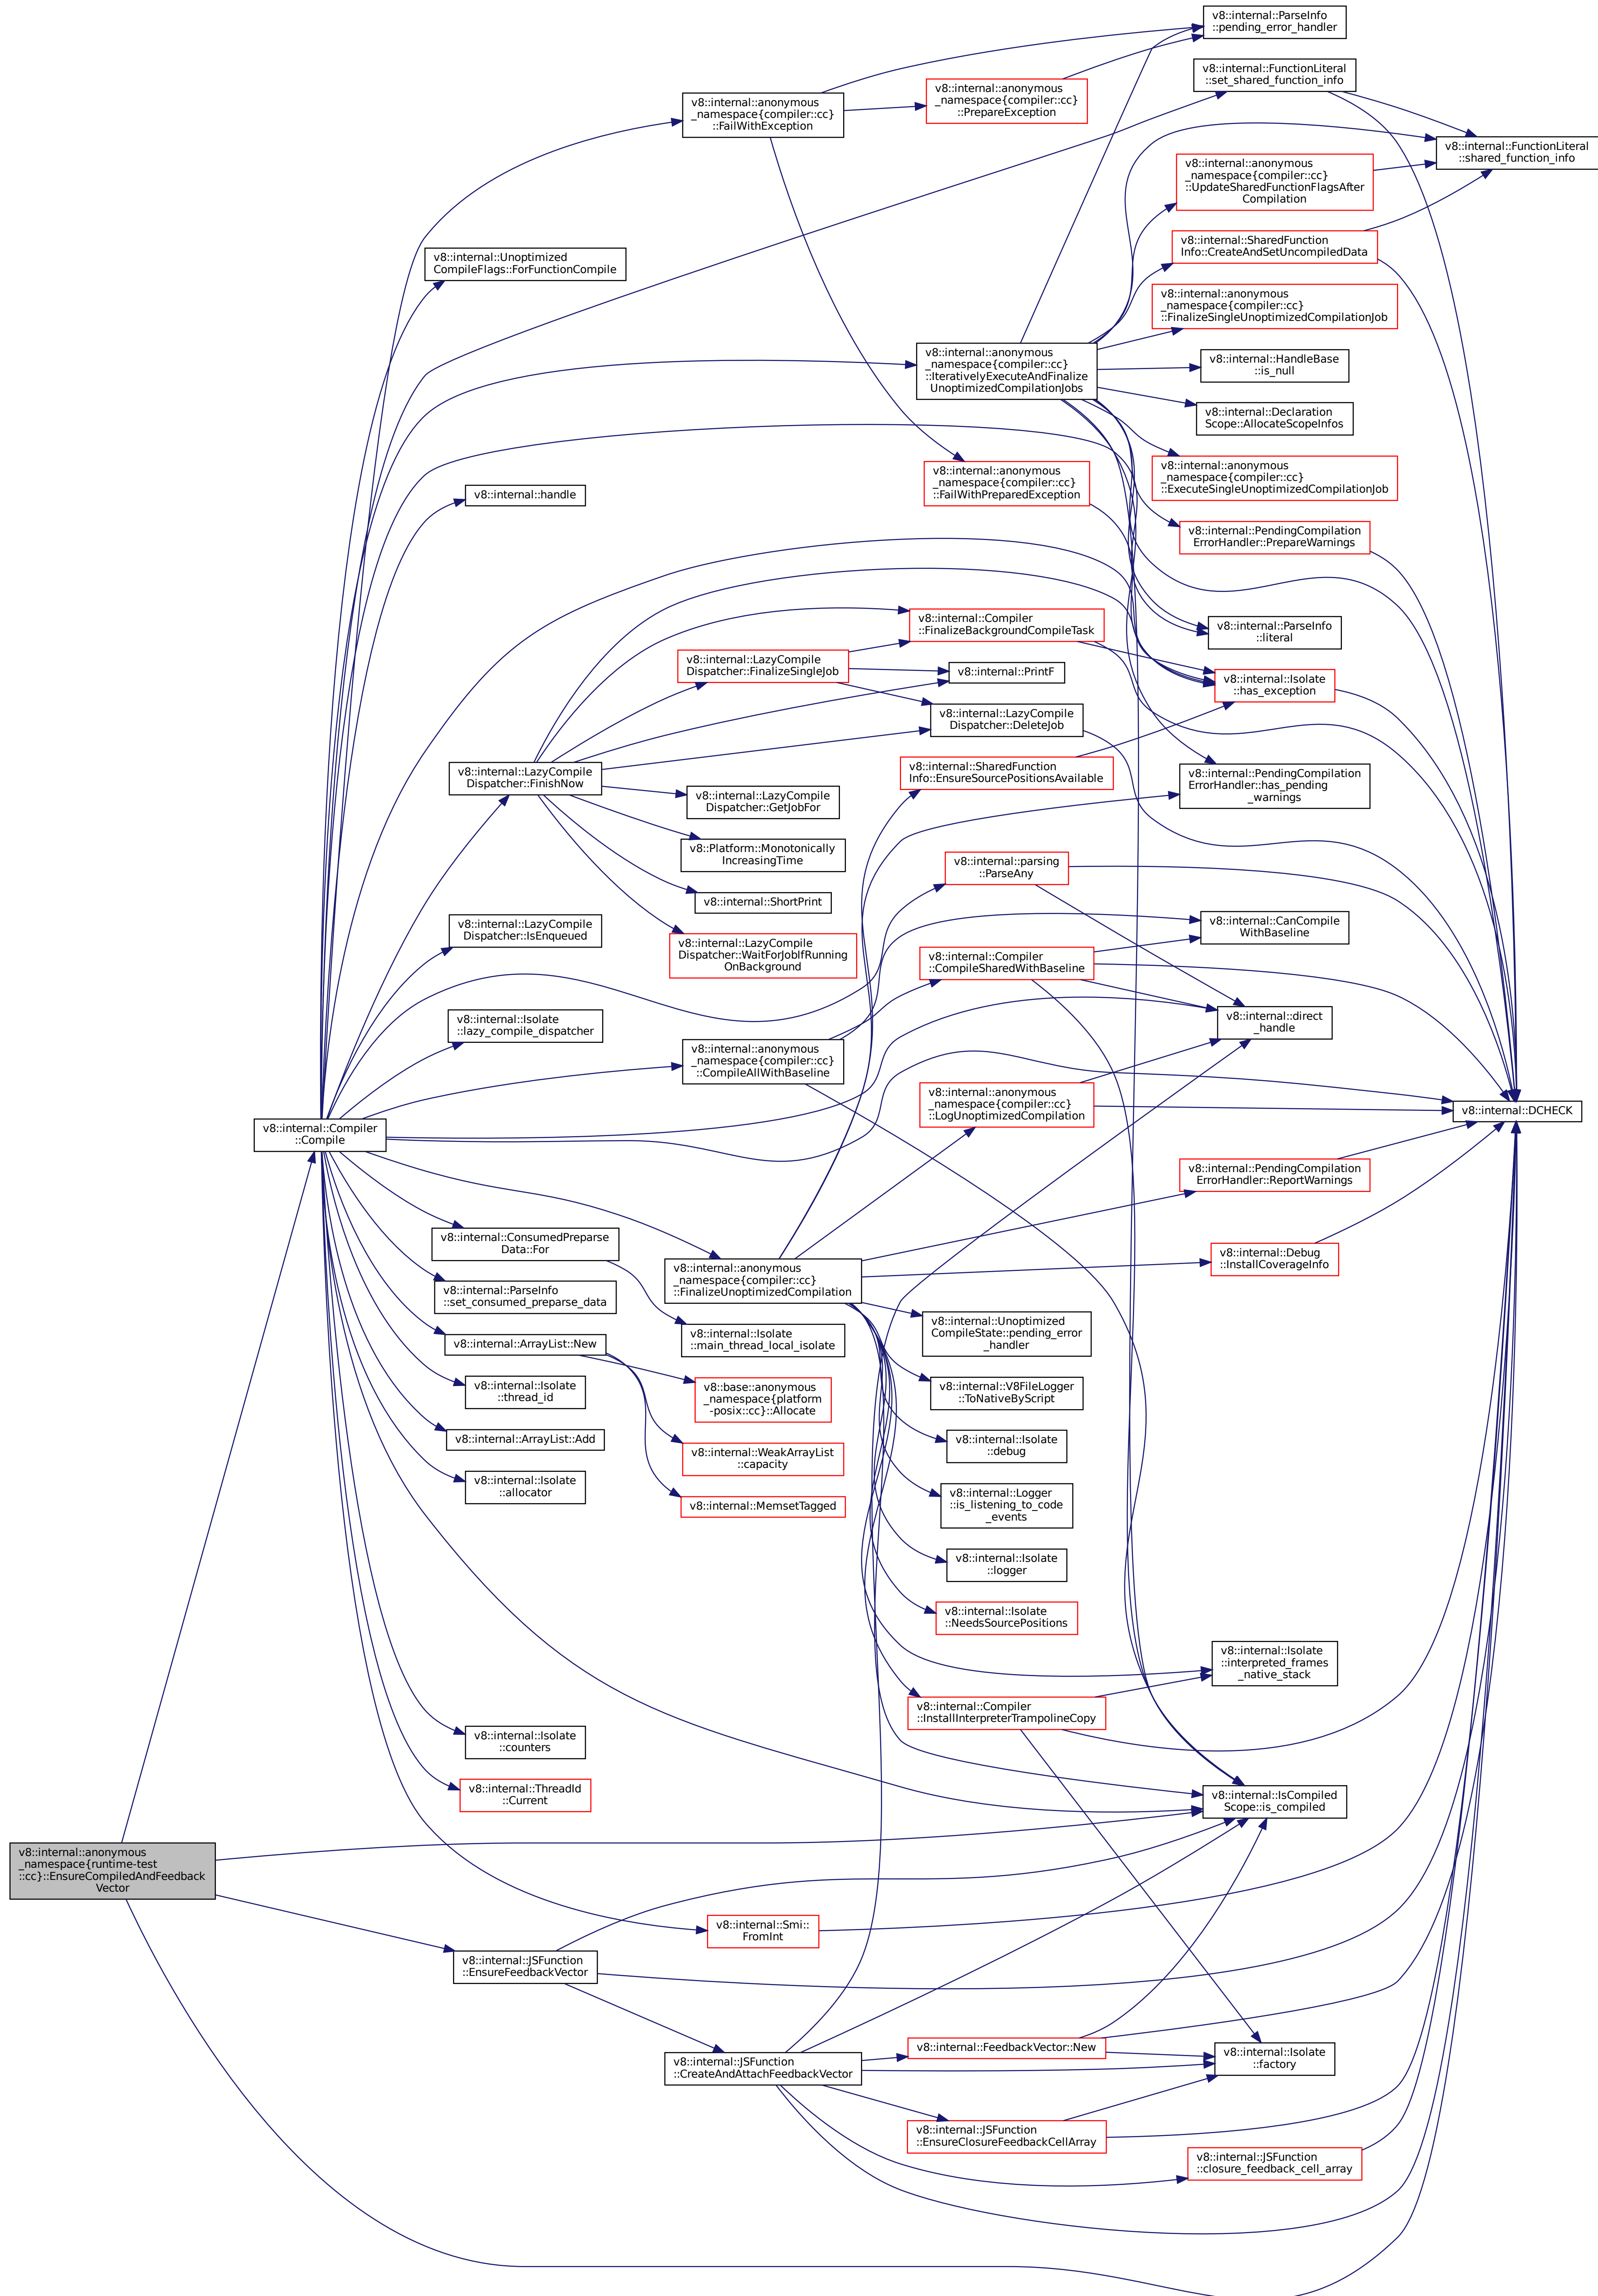 v8::internal::ParseInfo
::pending_error_handler
v8::internal::FunctionLiteral
::set_shared_function_info
v8::internal::anonymous
_namespace{compiler::cc}
::PrepareException
v8::internal::anonymous
_namespace{compiler::cc}
::FailWithException
v8::internal::FunctionLiteral
::shared_function_info
v8::internal::anonymous
_namespace{compiler::cc}
::UpdateSharedFunctionFlagsAfter
Compilation
v8::internal::Unoptimized
CompileFlags::ForFunctionCompile
v8::internal::SharedFunction
Info::CreateAndSetUncompiledData
v8::internal::anonymous
_namespace{compiler::cc}
::FinalizeSingleUnoptimizedCompilationJob
v8::internal::anonymous
_namespace{compiler::cc}
::IterativelyExecuteAndFinalize
UnoptimizedCompilationJobs
v8::internal::HandleBase
::is_null
v8::internal::Declaration
Scope::AllocateScopeInfos
v8::internal::anonymous
_namespace{compiler::cc}
::FailWithPreparedException
v8::internal::anonymous
_namespace{compiler::cc}
::ExecuteSingleUnoptimizedCompilationJob
v8::internal::handle
v8::internal::PendingCompilation
ErrorHandler::PrepareWarnings
v8::internal::Compiler
::FinalizeBackgroundCompileTask
v8::internal::ParseInfo
::literal
v8::internal::LazyCompile
Dispatcher::FinalizeSingleJob
v8::internal::PrintF
v8::internal::Isolate
::has_exception
v8::internal::LazyCompile
Dispatcher::DeleteJob
v8::internal::LazyCompile
Dispatcher::FinishNow
v8::internal::SharedFunction
Info::EnsureSourcePositionsAvailable
v8::internal::PendingCompilation
ErrorHandler::has_pending
_warnings
v8::internal::LazyCompile
Dispatcher::GetJobFor
v8::Platform::Monotonically
IncreasingTime
v8::internal::parsing
::ParseAny
v8::internal::ShortPrint
v8::internal::LazyCompile
Dispatcher::IsEnqueued
v8::internal::LazyCompile
Dispatcher::WaitForJobIfRunning
OnBackground
v8::internal::CanCompile
WithBaseline
v8::internal::Compiler
::CompileSharedWithBaseline
v8::internal::Isolate
::lazy_compile_dispatcher
v8::internal::direct
_handle
v8::internal::anonymous
_namespace{compiler::cc}
::CompileAllWithBaseline
v8::internal::anonymous
_namespace{compiler::cc}
::LogUnoptimizedCompilation
v8::internal::DCHECK
v8::internal::Compiler
::Compile
v8::internal::PendingCompilation
ErrorHandler::ReportWarnings
v8::internal::ConsumedPreparse
Data::For
v8::internal::Debug
::InstallCoverageInfo
v8::internal::anonymous
_namespace{compiler::cc}
::FinalizeUnoptimizedCompilation
v8::internal::ParseInfo
::set_consumed_preparse_data
v8::internal::Unoptimized
CompileState::pending_error
_handler
v8::internal::Isolate
::main_thread_local_isolate
v8::internal::ArrayList::New
v8::internal::Isolate
::thread_id
v8::base::anonymous
_namespace{platform
-posix::cc}::Allocate
v8::internal::V8FileLogger
::ToNativeByScript
v8::internal::ArrayList::Add
v8::internal::Isolate
::debug
v8::internal::WeakArrayList
::capacity
v8::internal::Isolate
::allocator
v8::internal::MemsetTagged
v8::internal::Logger
::is_listening_to_code
_events
v8::internal::Isolate
::logger
v8::internal::Isolate
::NeedsSourcePositions
v8::internal::Isolate
::interpreted_frames
_native_stack
v8::internal::Compiler
::InstallInterpreterTrampolineCopy
v8::internal::Isolate
::counters
v8::internal::ThreadId
::Current
v8::internal::IsCompiled
Scope::is_compiled
v8::internal::anonymous
_namespace{runtime-test
::cc}::EnsureCompiledAndFeedback
Vector
v8::internal::Smi::
FromInt
v8::internal::JSFunction
::EnsureFeedbackVector
v8::internal::FeedbackVector::New
v8::internal::Isolate
::factory
v8::internal::JSFunction
::CreateAndAttachFeedbackVector
v8::internal::JSFunction
::EnsureClosureFeedbackCellArray
v8::internal::JSFunction
::closure_feedback_cell_array